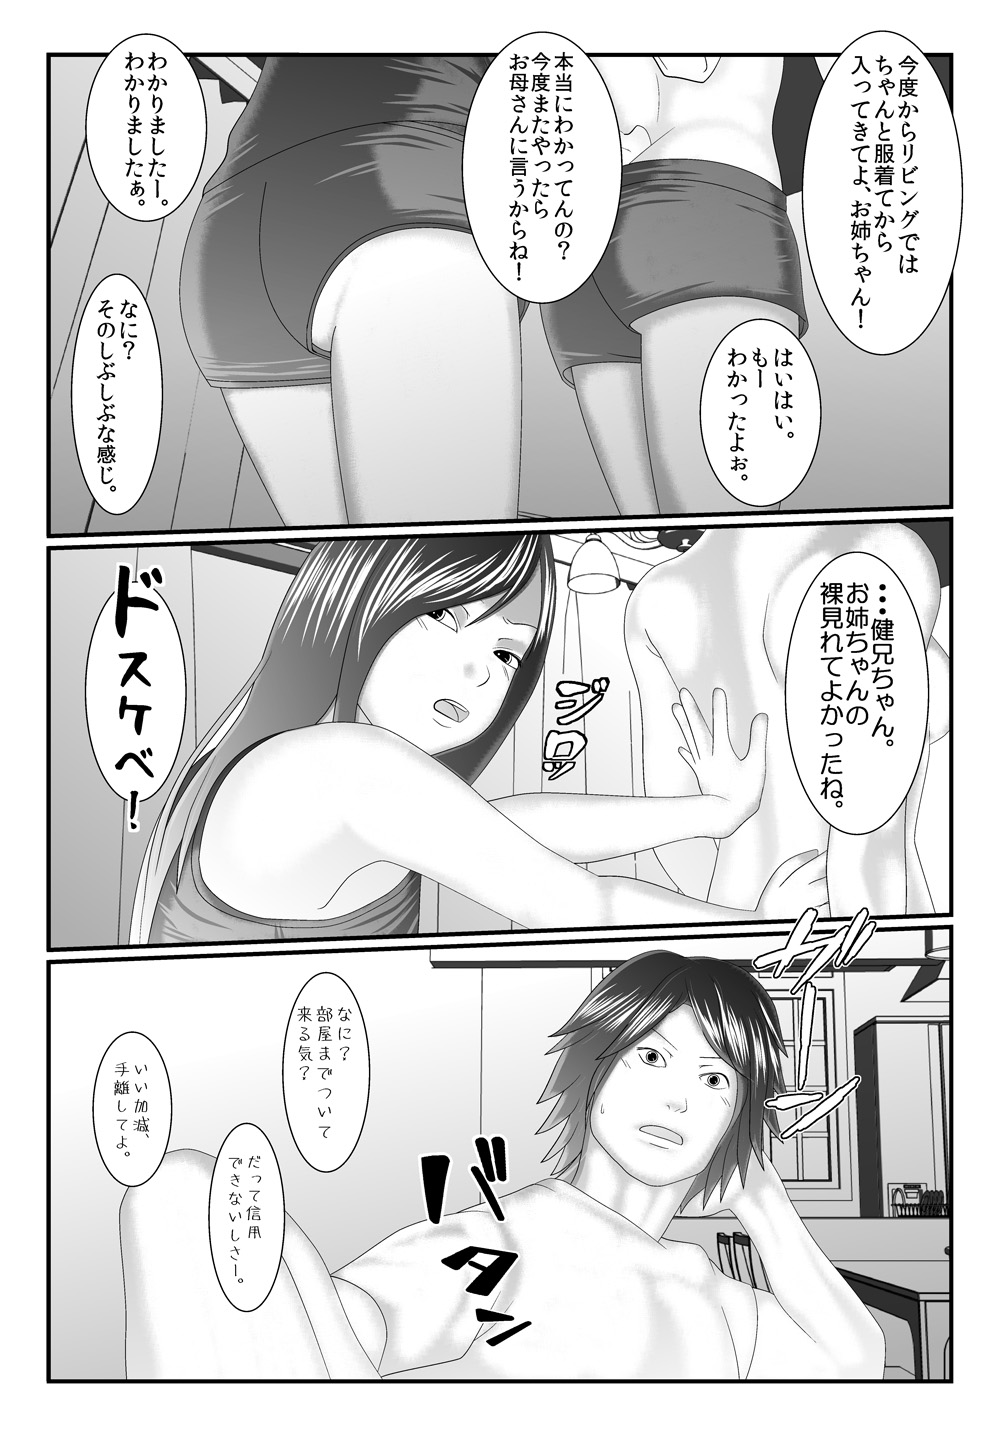 今度からリビングでは
ちゃんと服着てから
入ってきてよ、お姉ちゃん！
はいはい。
もー
わかったよぉ。
本当にわかってんの？
今度またやったら
お母さんに言うからね！
わかりましたー。
わかりましたぁ。
なに？
そのしぶしぶな感じ。
・・・健兄ちゃん。
お姉ちゃんの
裸見れてよかったね。
ジロッ
ドスケベ！
ガーン
なに？
部屋までついて
来る気？
だって信用
できないしさー。
いい加減、
手離してよ。
バタン